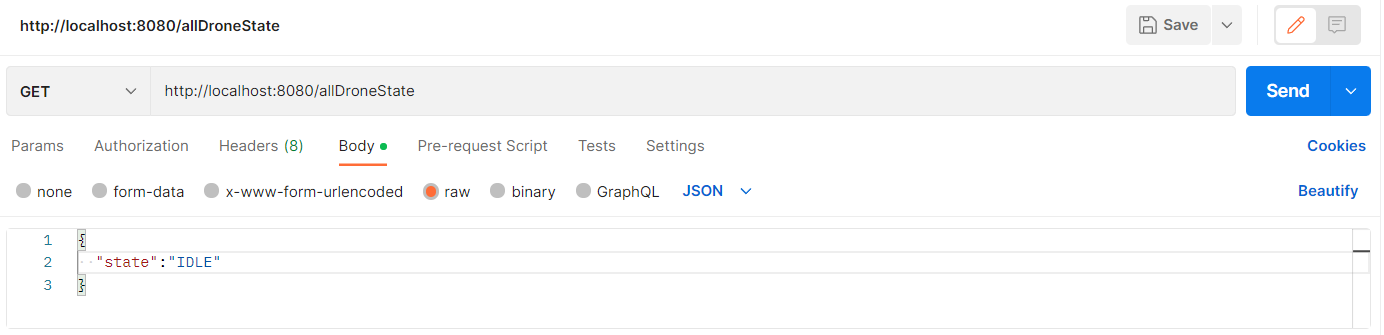 http://localhost:8080/allDroneState Save
GET http://localhost:8080/allDroneState Send
Params Authorization Headers (8) Body Pre-request Script Tests Settings Cookies
none form-data x-www-form-urlencoded raw binary GraphQL JSON Beautify
1 {
2 "state":"IDLE"
3 }